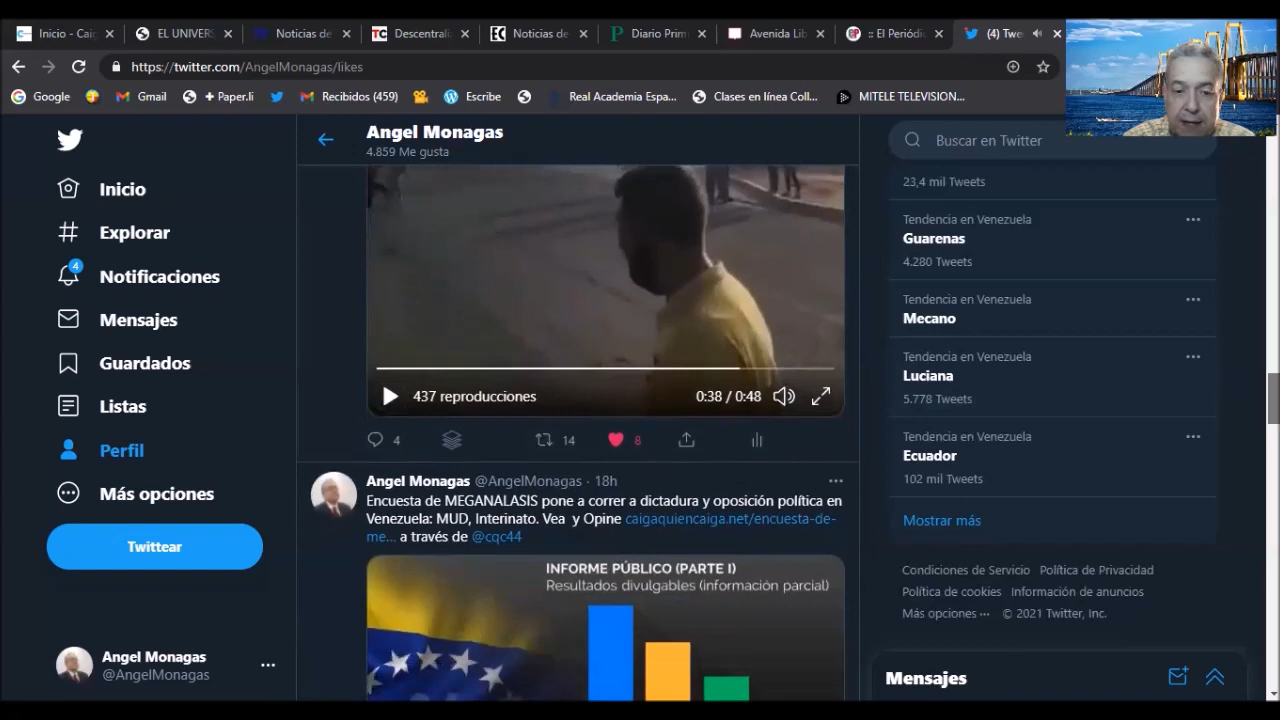 Inicio - Caig
EL UNIVERS
Noticias de
TC Descentrali
EC Noticias de
P Diario Prim
Avenida Lib
EP :: El Periódic
(4) Twe
https://twitter.com/AngelMonagas/likes
Google
Gmail
+ Paper.li
Recibidos (459)
Escribe
Real Academia Espa...
Clases en línea Coll...
MITELE TELEVISION...
Inicio
Explorar
4
Notificaciones
Mensajes
Guardados
Listas
Perfil
Más opciones
Twittear
Angel Monagas
@AngelMonagas
Angel Monagas
4.859 Me gusta
437 reproducciones
0:38 / 0:48
4
14
8
Angel Monagas @AngelMonagas · 18h
Encuesta de MEGANALASIS pone a correr a dictadura y oposición política en
Venezuela: MUD, Interinato. Vea y Opine caigaquiencaiga.net/encuesta-de-
me... a través de @cqc44
INFORME PÚBLICO (PARTE I)
Resultados divulgables (información parcial)
Buscar en Twitter
23,4 mil Tweets
Tendencia en Venezuela
Guarenas
4.280 Tweets
Tendencia en Venezuela
Mecano
Tendencia en Venezuela
Luciana
5.778 Tweets
Tendencia en Venezuela
Ecuador
102 mil Tweets
Mostrar más
Condiciones de Servicio Política de Privacidad
Política de cookies Información de anuncios
Más opciones ··· © 2021 Twitter, Inc.
Mensajes